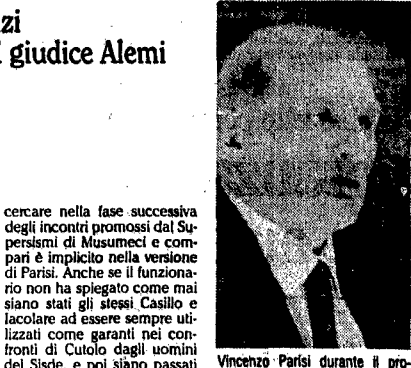 zi
giudice Alemi
cercare nella fase successiva
degli incontri promossi dal Su-
persismi di Musumeci e com-
pari è implicito nella versione
di Parisi. Anche se il funziona-
rio non ha spiegato come mai
siano stati gli stessi Casillo e
Iacolare ad essere sempre uti-
lizzati come garanti nei con-
fronti di Cutolo dagli uomini
del Sisde, e poi siano passati
Vincenzo Parisi durante il pro-